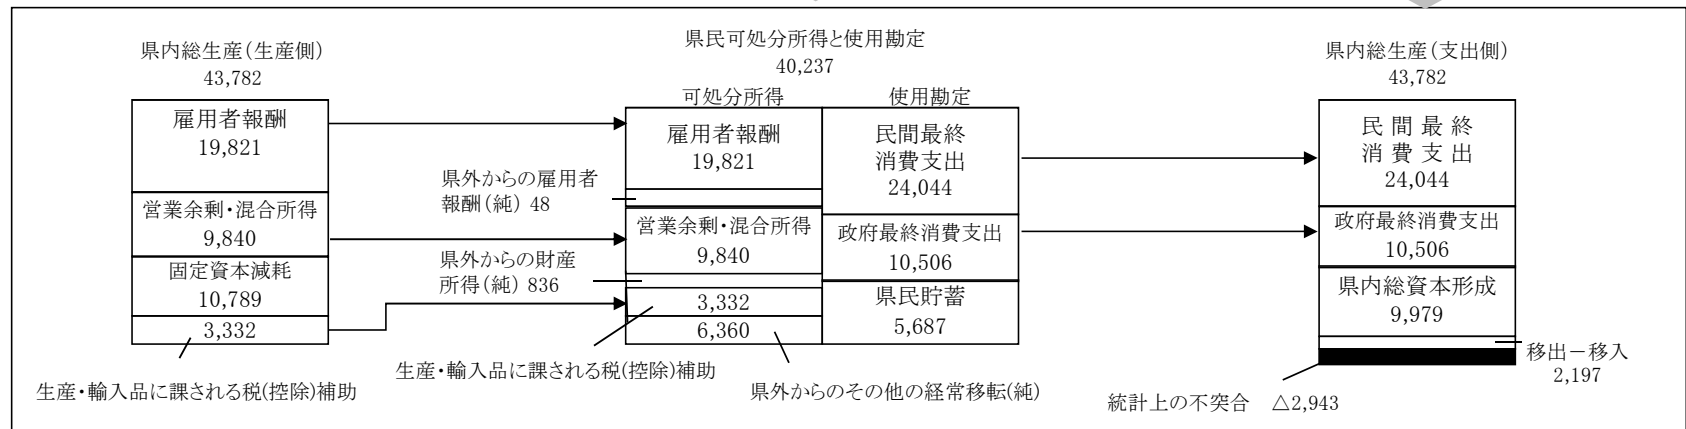 県内総生産(生産側)
43,782
雇用者報酬
19,821
営業余剰・混合所得
9,840
固定資本減耗
10,789
3,332
生産・輸入品に課される税(控除)補助
県民可処分所得と使用勘定
40,237
可処分所得
使用勘定
雇用者報酬
19,821
県外からの雇用者
報酬(純) 48
営業余剰・混合所得
9,840
県外からの財産
所得(純) 836
3,332
6,360
生産・輸入品に課される税(控除)補助
県外からのその他の経常移転(純)
民間最終
消費支出
24,044
政府最終消費支出
10,506
県民貯蓄
5,687
県内総生産(支出側)
43,782
民間最終
消費支出
24,044
政府最終消費支出
10,506
県内総資本形成
9,979
移出-移入
2,197
統計上の不突合 △2,943